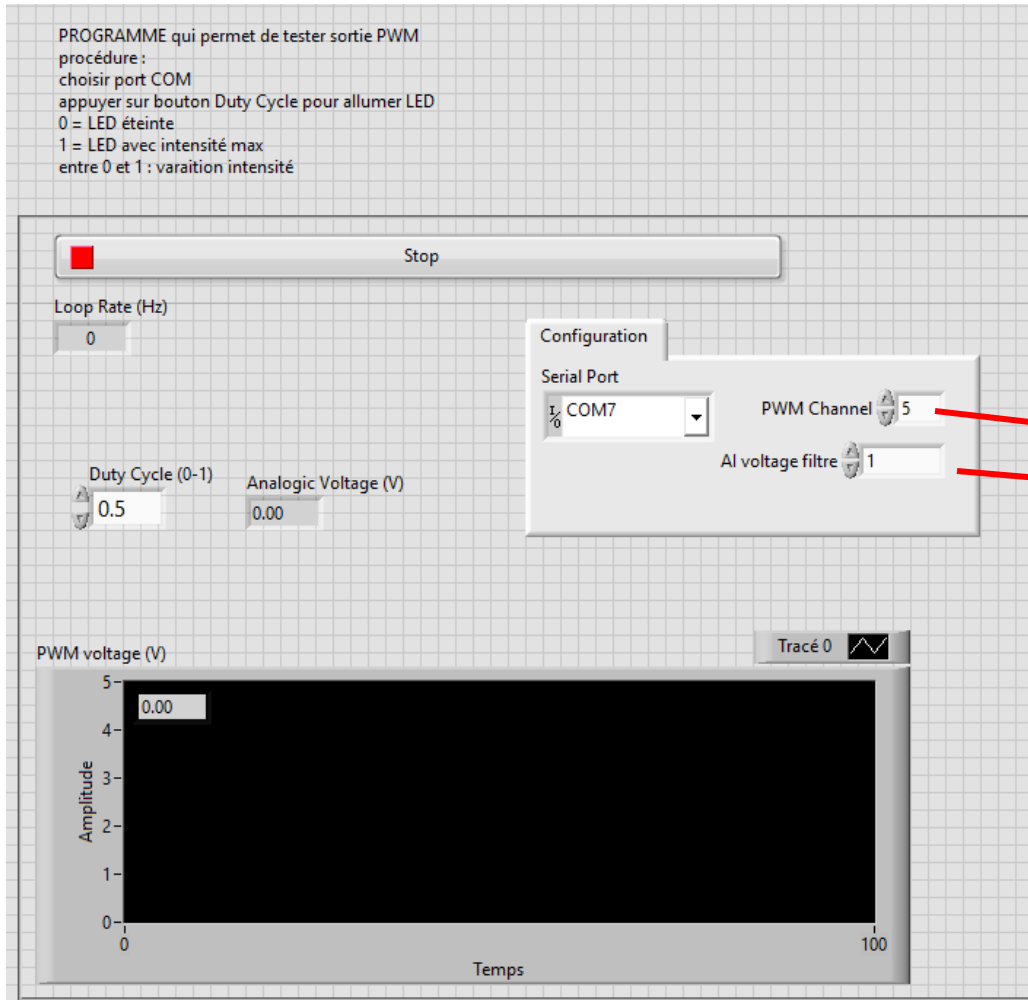 PROGRAMME qui permet de tester sortie PWM
procédure :
choisir port COM
appuyer sur bouton Duty Cycle pour allumer LED
0 = LED éteinte
1 = LED avec intensité max
entre 0 et 1 : varaition intensité
Stop
Loop Rate (Hz)
0
Configuration
Serial Port
I/O COM7
PWM Channel 5
AI voltage filtre 1
Duty Cycle (0-1)
0.5
Analogic Voltage (V)
0.00
PWM voltage (V)
Tracé 0
0.00
5
4
3
2
1
0
Amplitude
0
100
Temps